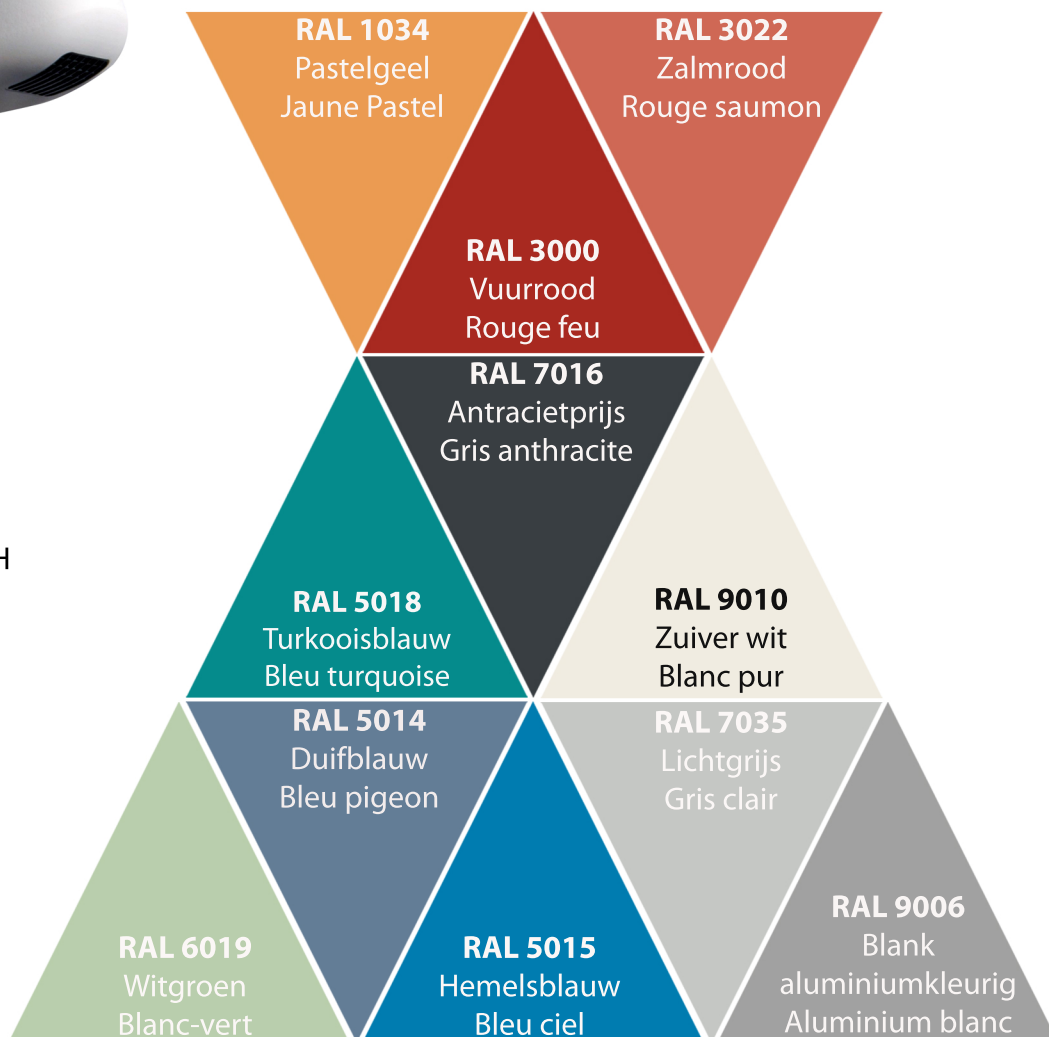 RAL 1034
Pastelgeel
Jaune Pastel
RAL 3022
Zalmrood
Rouge saumon
RAL 3000
Vuurrood
Rouge feu
RAL 7016
Antracietprijs
Gris anthracite
H
RAL 5018
Turkooisblauw
Bleu turquoise
RAL 9010
Zuiver wit
Blanc pur
RAL 5014
Duifblauw
Bleu pigeon
RAL 7035
Lichtgrijs
Gris clair
RAL 6019
Witgroen
Blanc-vert
RAL 5015
Hemelsblauw
Bleu ciel
RAL 9006
Blank
aluminiumkleurig
Aluminium blanc